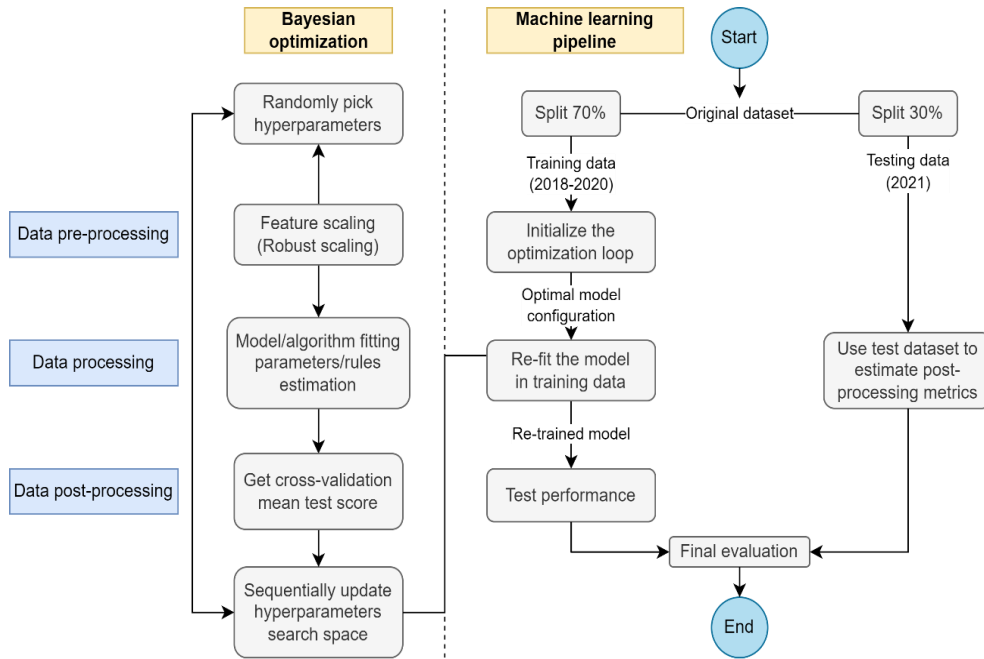 Bayesian
optimization
Machine learning
pipeline
Start
Randomly pick
hyperparameters
Split 70%
Original dataset
Split 30%
Training data
(2018-2020)
Testing data
(2021)
Data pre-processing
Feature scaling
(Robust scaling)
Initialize the
optimization loop
Optimal model
configuration
Data processing
Model/algorithm fitting
parameters/rules
estimation
Re-fit the model
in training data
Use test dataset to
estimate post-
processing metrics
Re-trained model
Data post-processing
Get cross-validation
mean test score
Test performance
Final evaluation
Sequentially update
hyperparameters
search space
End